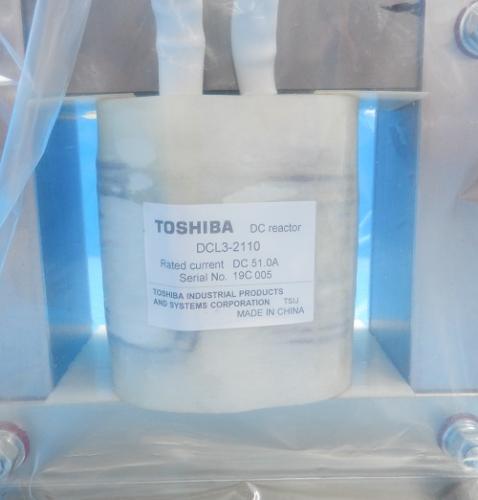 TOSHIBA DC reactor
DCL3-2110
Rated current DC 51.0A
Serial No. 19C 005
TOSHIBA INDUSTRIAL PRODUCTS
AND SYSTEMS CORPORATION TSIJ
MADE IN CHINA